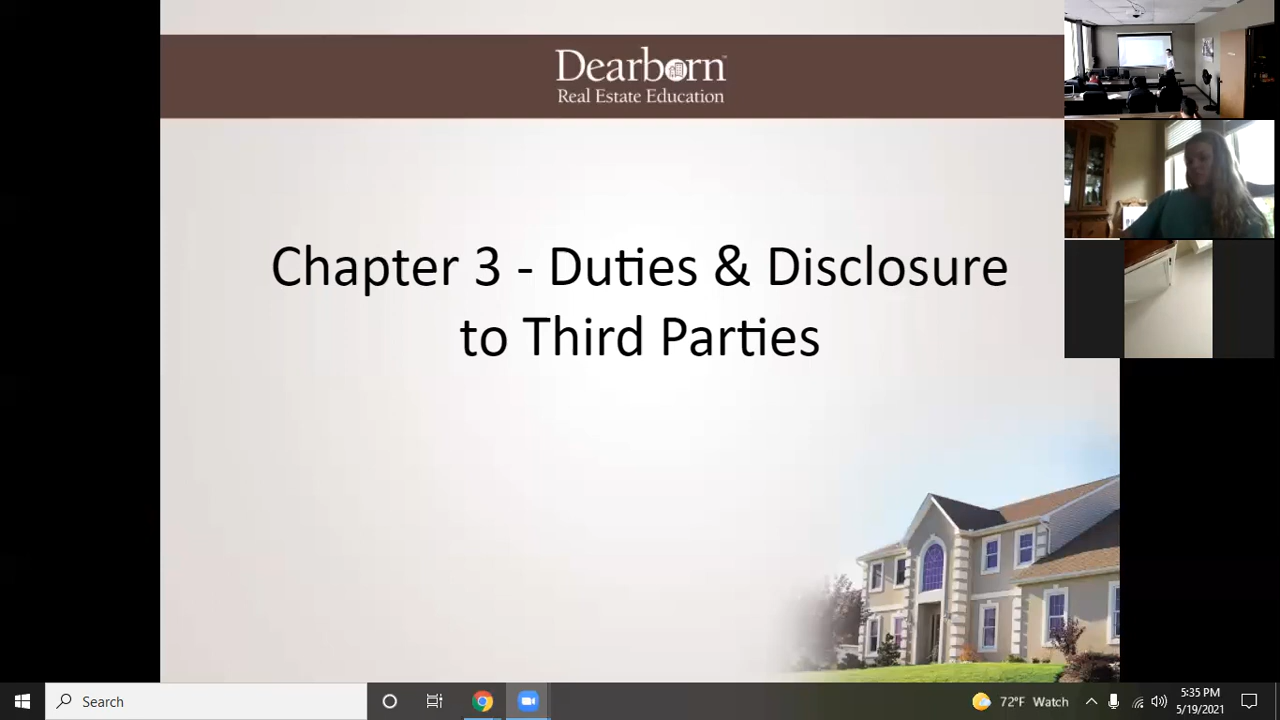 Dearborn
Real Estate Education
Chapter 3 - Duties & Disclosure
to Third Parties
Search
72°F Watch
5:35 PM
5/19/2021